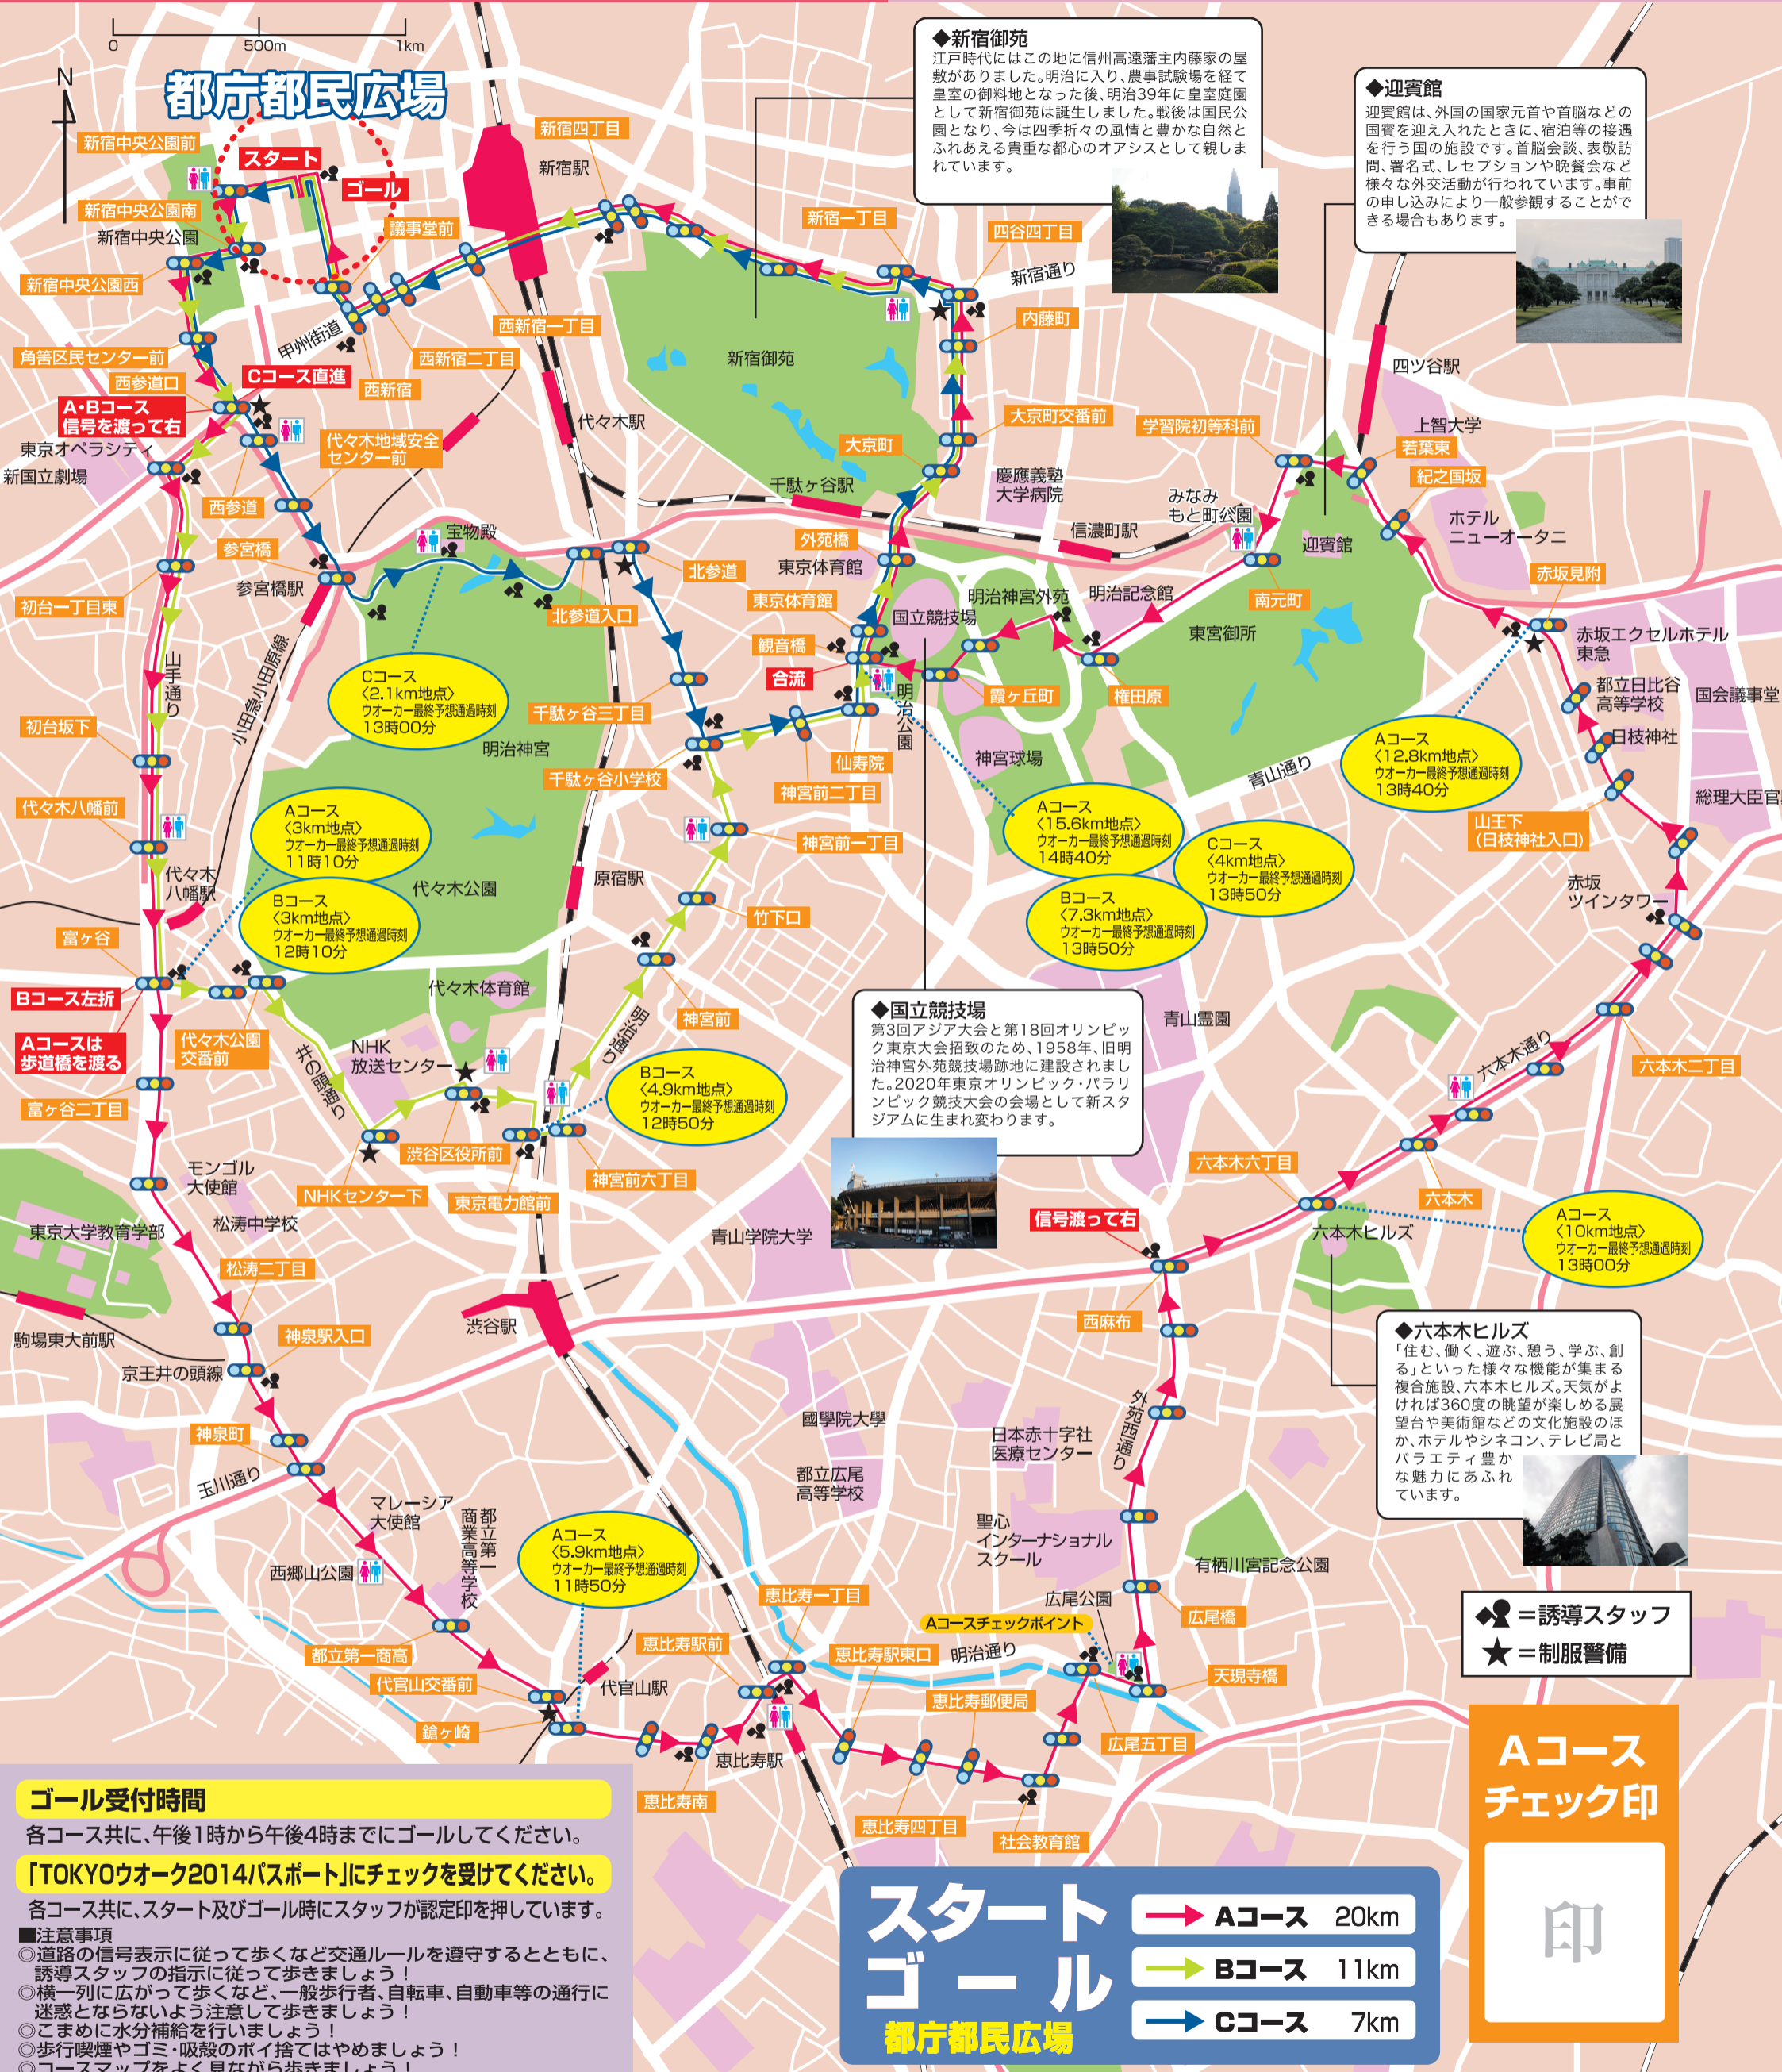 0 500m 1km
N
都庁都民広場
新宿中央公園前
スタート
ゴール
新宿中央公園南
新宿中央公園
議事堂前
新宿中央公園西
角筈区民センター前
甲州街道
西参道口
Cコース直進
西新宿
西新宿二丁目
西新宿一丁目
新宿四丁目
新宿駅
A・Bコース
信号を渡って右
東京オペラシティ
新国立劇場
西参道
代々木地域安全
センター前
代々木駅
参宮橋
参宮橋駅
宝物殿
初台一丁目東
北参道入口
北参道
山手通り
小田急小田原線
初台坂下
代々木八幡前
代々木
八幡駅
富ヶ谷
Bコース左折
Aコースは
歩道橋を渡る
代々木公園
交番前
富ヶ谷二丁目
井の頭通り
◆新宿御苑
江戸時代にはこの地に信州高遠藩主内藤家の屋
敷がありました。明治に入り、農事試験場を経て
皇室の御料地となった後、明治39年に皇室庭園
として新宿御苑は誕生しました。戦後は国民公
園となり、今は四季折々の風情と豊かな自然と
ふれあえる貴重な都心のオアシスとして親しま
れています。
◆迎賓館
迎賓館は、外国の国家元首や首脳などの
国賓を迎え入れたときに、宿泊等の接遇
を行う国の施設です。首脳会談、表敬訪
問、署名式、レセプションや晩餐会など
様々な外交活動が行われています。事前
の申し込みにより一般参観することがで
きる場合もあります。
新宿一丁目
四谷四丁目
新宿通り
内藤町
新宿御苑
大京町交番前
大京町
千駄ヶ谷駅
慶應義塾
大学病院
学習院初等科前
みなみ
もと町公園
信濃町駅
四ツ谷駅
上智大学
若葉東
紀之国坂
ホテル
ニューオータニ
迎賓館
外苑橋
東京体育館
東京体育館
国立競技場
明治神宮外苑
明治記念館
南元町
東宮御所
赤坂見附
赤坂エクセルホテル
東急
観音橋
合流
明治公園
霞ヶ丘町
権田原
都立日比谷
高等学校
国会議事堂
日枝神社
総理大臣官
山王下
(日枝神社入口)
赤坂
ツインタワー
Cコース
〈2.1km地点〉
ウオーカー最終予想通過時刻
13時00分
千駄ヶ谷三丁目
明治神宮
千駄ヶ谷小学校
仙寿院
神宮前二丁目
神宮球場
青山通り
Aコース
〈12.8km地点〉
ウオーカー最終予想通過時刻
13時40分
Aコース
〈3km地点〉
ウオーカー最終予想通過時刻
11時10分
Bコース
〈3km地点〉
ウオーカー最終予想通過時刻
12時10分
代々木公園
原宿駅
神宮前一丁目
竹下口
Aコース
〈15.6km地点〉
ウオーカー最終予想通過時刻
14時40分
Cコース
〈4km地点〉
ウオーカー最終予想通過時刻
13時50分
Bコース
〈7.3km地点〉
ウオーカー最終予想通過時刻
13時50分
代々木体育館
神宮前
明治通り
NHK
放送センター
Bコース
〈4.9km地点〉
ウオーカー最終予想通過時刻
12時50分
渋谷区役所前
NHKセンター下
東京電力館前
神宮前六丁目
◆国立競技場
第3回アジア大会と第18回オリンピッ
ク東京大会招致のため、1958年、旧明
治神宮外苑競技場跡地に建設されまし
た。2020年東京オリンピック・パラリ
ンピック競技大会の会場として新スタ
ジアムに生まれ変わります。
青山霊園
六本木通り
六本木二丁目
六本木六丁目
六本木
信号渡って右
六本木ヒルズ
Aコース
〈10km地点〉
ウオーカー最終予想通過時刻
13時00分
西麻布
モンゴル
大使館
東京大学教育学部
松涛中学校
松涛二丁目
青山学院大学
駒場東大前駅
神泉駅入口
京王井の頭線
渋谷駅
神泉町
玉川通り
マレーシア
大使館
都立第一
商業高等学校
西郷山公園
都立第一商高
代官山交番前
鎗ヶ崎
代官山駅
Aコース
〈5.9km地点〉
ウオーカー最終予想通過時刻
11時50分
國學院大學
都立広尾
高等学校
日本赤十字社
医療センター
外苑西通り
聖心
インターナショナル
スクール
有栖川宮記念公園
◆六本木ヒルズ
「住む、働く、遊ぶ、憩う、学ぶ、創
る」といった様々な機能が集まる
複合施設、六本木ヒルズ。天気がよ
ければ360度の眺望が楽しめる展
望台や美術館などの文化施設のほ
か、ホテルやシネコン、テレビ局と
バラエティ豊か
な魅力にあふれ
ています。
恵比寿一丁目
恵比寿駅前
恵比寿駅東口
明治通り
広尾公園
Aコースチェックポイント
広尾橋
天現寺橋
広尾五丁目
恵比寿郵便局
恵比寿駅
恵比寿南
恵比寿四丁目
社会教育館
=誘導スタッフ
★=制服警備
Aコース
チェック印
印
ゴール受付時間
各コース共に、午後1時から午後4時までにゴールしてください。
「TOKYOウオーク2014パスポート」にチェックを受けてください。
各コース共に、スタート及びゴール時にスタッフが認定印を押しています。
■注意事項
◎道路の信号表示に従って歩くなど交通ルールを遵守するとともに、
誘導スタッフの指示に従って歩きましょう！
◎横一列に広がって歩くなど、一般歩行者、自転車、自動車等の通行に
迷惑とならないよう注意して歩きましょう！
◎こまめに水分補給を行いましょう！
◎歩行喫煙やゴミ・吸殻のポイ捨てはやめましょう！
◎コースマップをよく見ながら歩きましょう！
スタート
ゴール
都庁都民広場
Aコース 20km
Bコース 11km
Cコース 7km